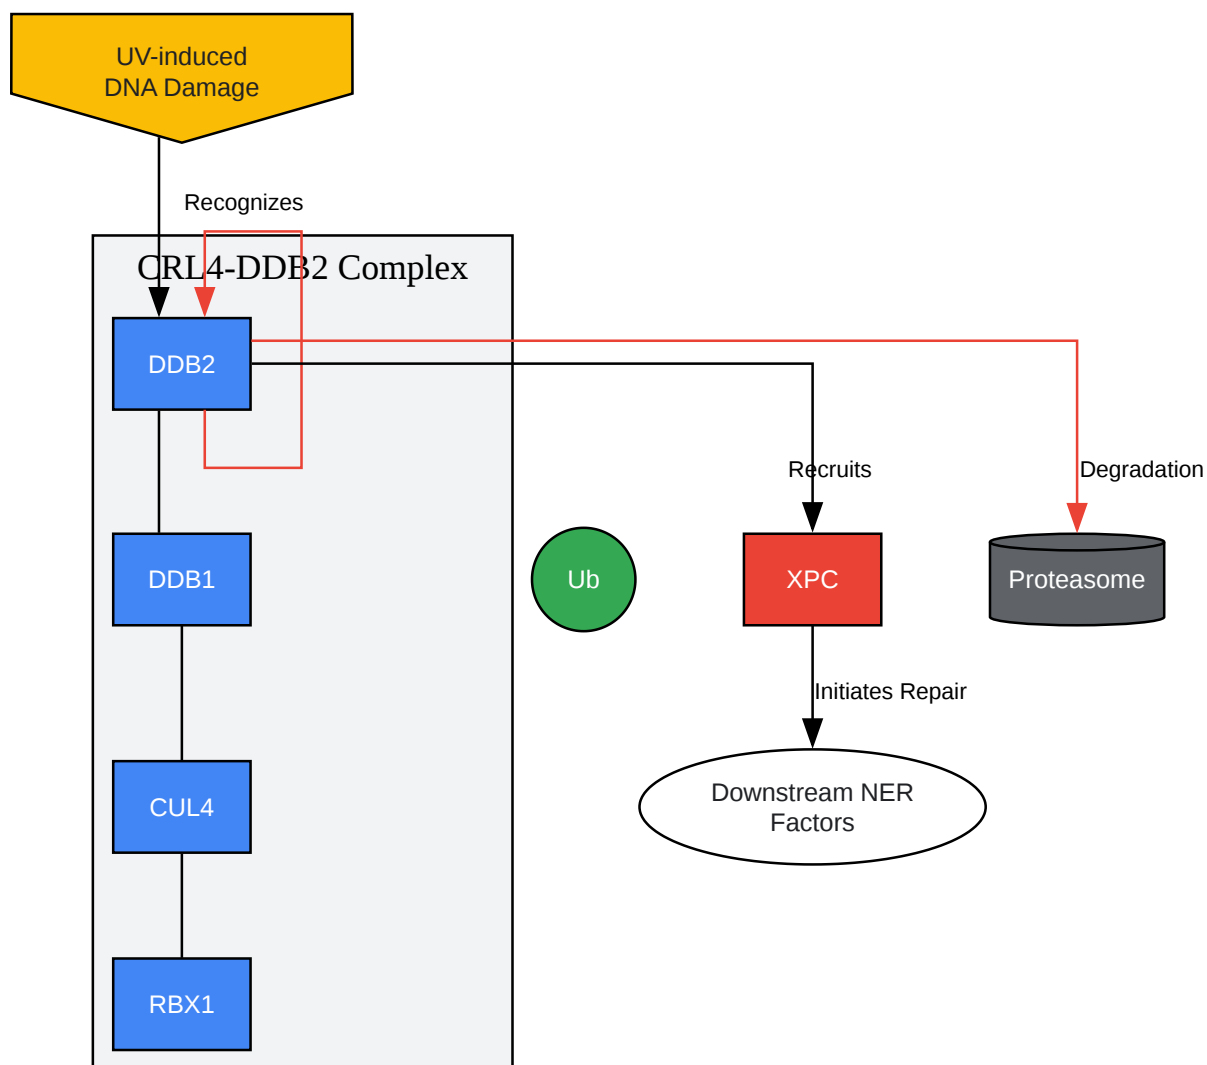 UV-induced
DNA Damage
Recognizes
CRL4-DDB2 Complex
DDB2
Recruits
Degradation
DDB1
Ub
XPC
Proteasome
Initiates Repair
CUL4
Downstream NER
Factors
RBX1